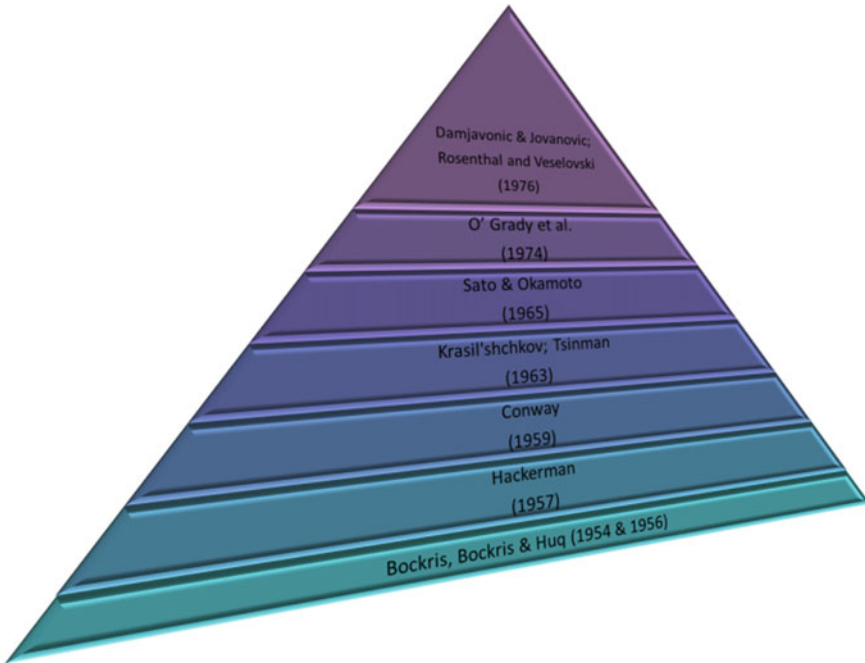 Damjavonic & Jovanovic;
Rosenthal and Veselovski
(1976)
O' Grady et al.
(1974)
Sato & Okamoto
(1965)
Krasil'shchkov; Tsinman
(1963)
Conway
(1959)
Hackerman
(1957)
Bockris, Bockris & Huq (1954 & 1956)